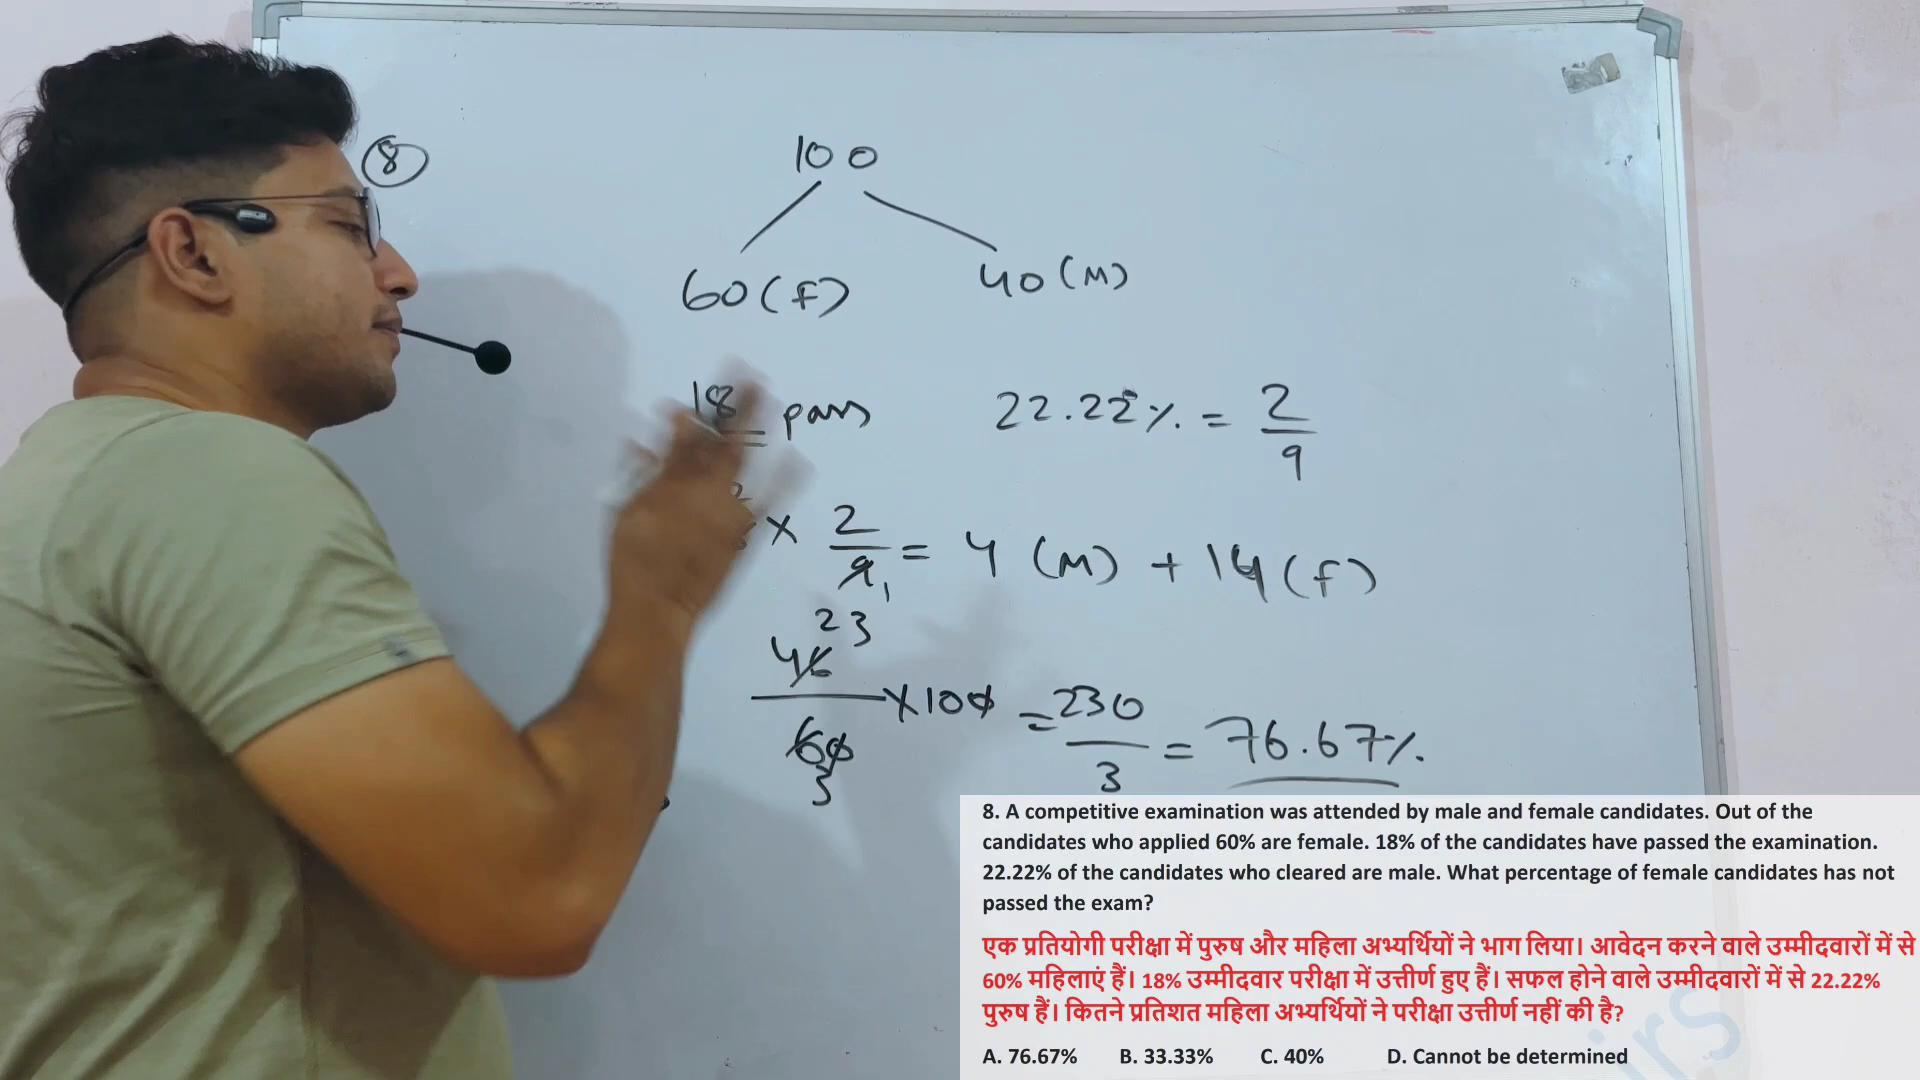 8
100
60 (F) 40 (M)
18 pass 22.22% = 2/9
× 2/9 1 = 4 (M) + 14 (F)
23
46/60 × 100 = 230/3 = 76.67%
3
8. A competitive examination was attended by male and female candidates. Out of the
candidates who applied 60% are female. 18% of the candidates have passed the examination.
22.22% of the candidates who cleared are male. What percentage of female candidates has not
passed the exam?
एक प्रतियोगी परीक्षा में पुरुष और महिला अभ्यर्थियों ने भाग लिया। आवेदन करने वाले उम्मीदवारों में से
60% महिलाएं हैं। 18% उम्मीदवार परीक्षा में उत्तीर्ण हुए हैं। सफल होने वाले उम्मीदवारों में से 22.22%
पुरुष हैं। कितने प्रतिशत महिला अभ्यर्थियों ने परीक्षा उत्तीर्ण नहीं की है?
A. 76.67% B. 33.33% C. 40% D. Cannot be determined